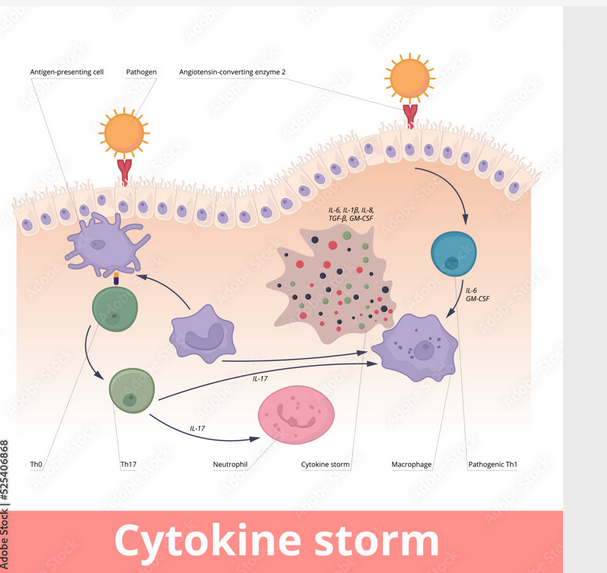 Antigen-presenting cell
Pathogen
Angiotensin-converting enzyme 2
IL-6, IL-1β, IL-8,
TGF-β, GM-CSF
IL-6
GM-CSF
IL-17
IL-17
Th0
Th17
Neutrophil
Cytokine storm
Macrophage
Pathogenic Th1
Cytokine storm
Adobe Stock | #525406868